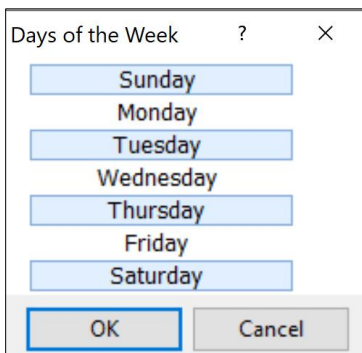 Days of the Week ?
Sunday
Monday
Tuesday
Wednesday
Thursday
Friday
Saturday
OK Cancel